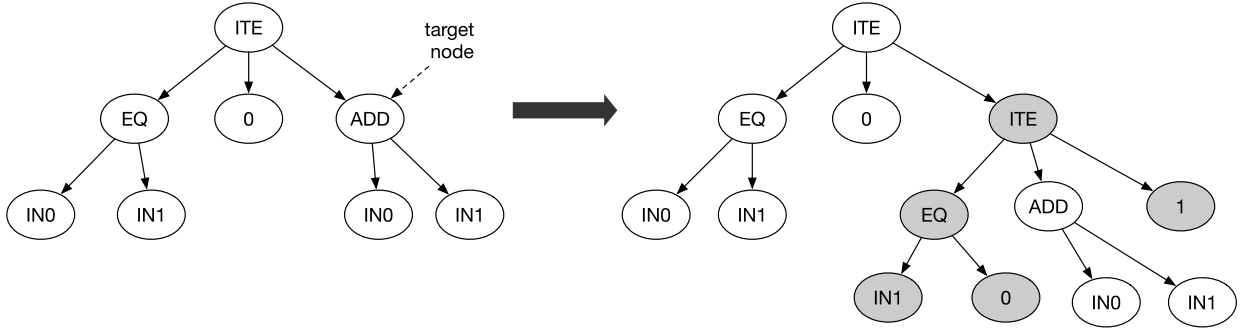 ITE
target
node
EQ
0
ADD
IN0
IN1
IN0
IN1
ITE
EQ
0
ITE
IN0
IN1
EQ
ADD
1
IN1
0
IN0
IN1